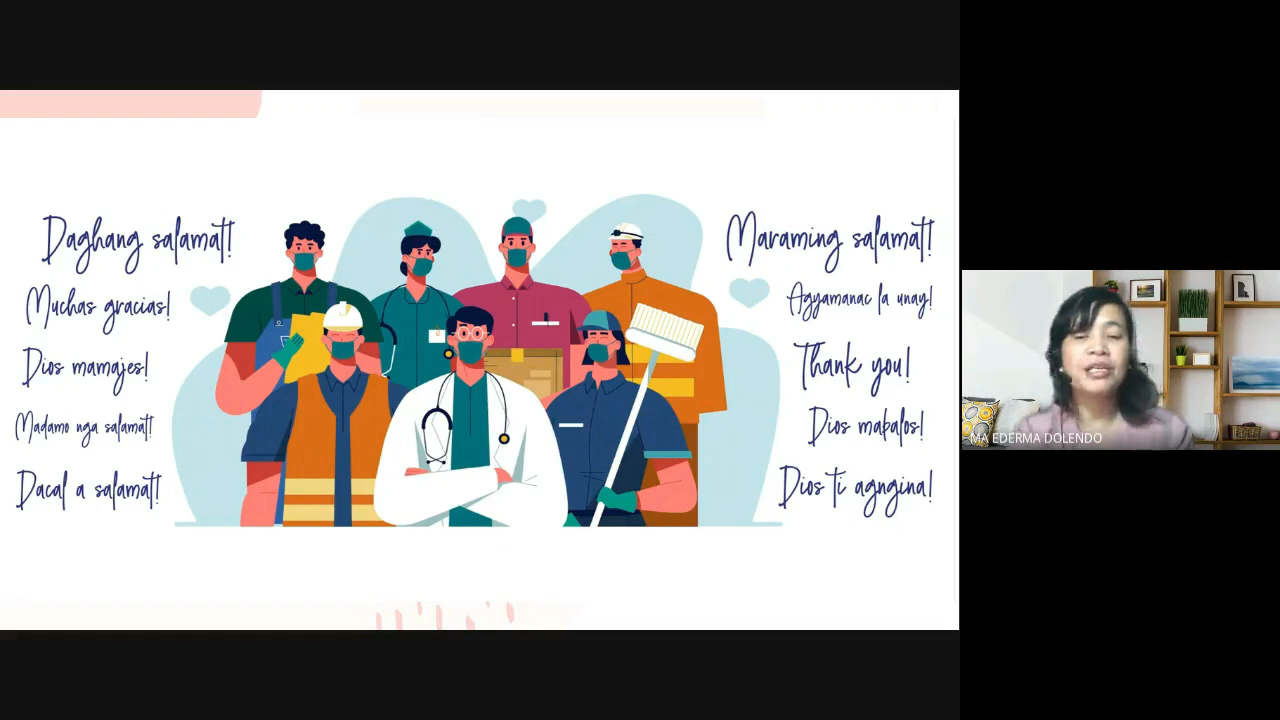 Daghang salamat!
Muchas gracias!
Dios mamajes!
Madamo nga salamat!
Dacal a salamat!
Maraming salamat!
Agyamanac la unay!
Thank you!
Dios mabalos!
Dios ti agngina!
MA EDERMA DOLENDO